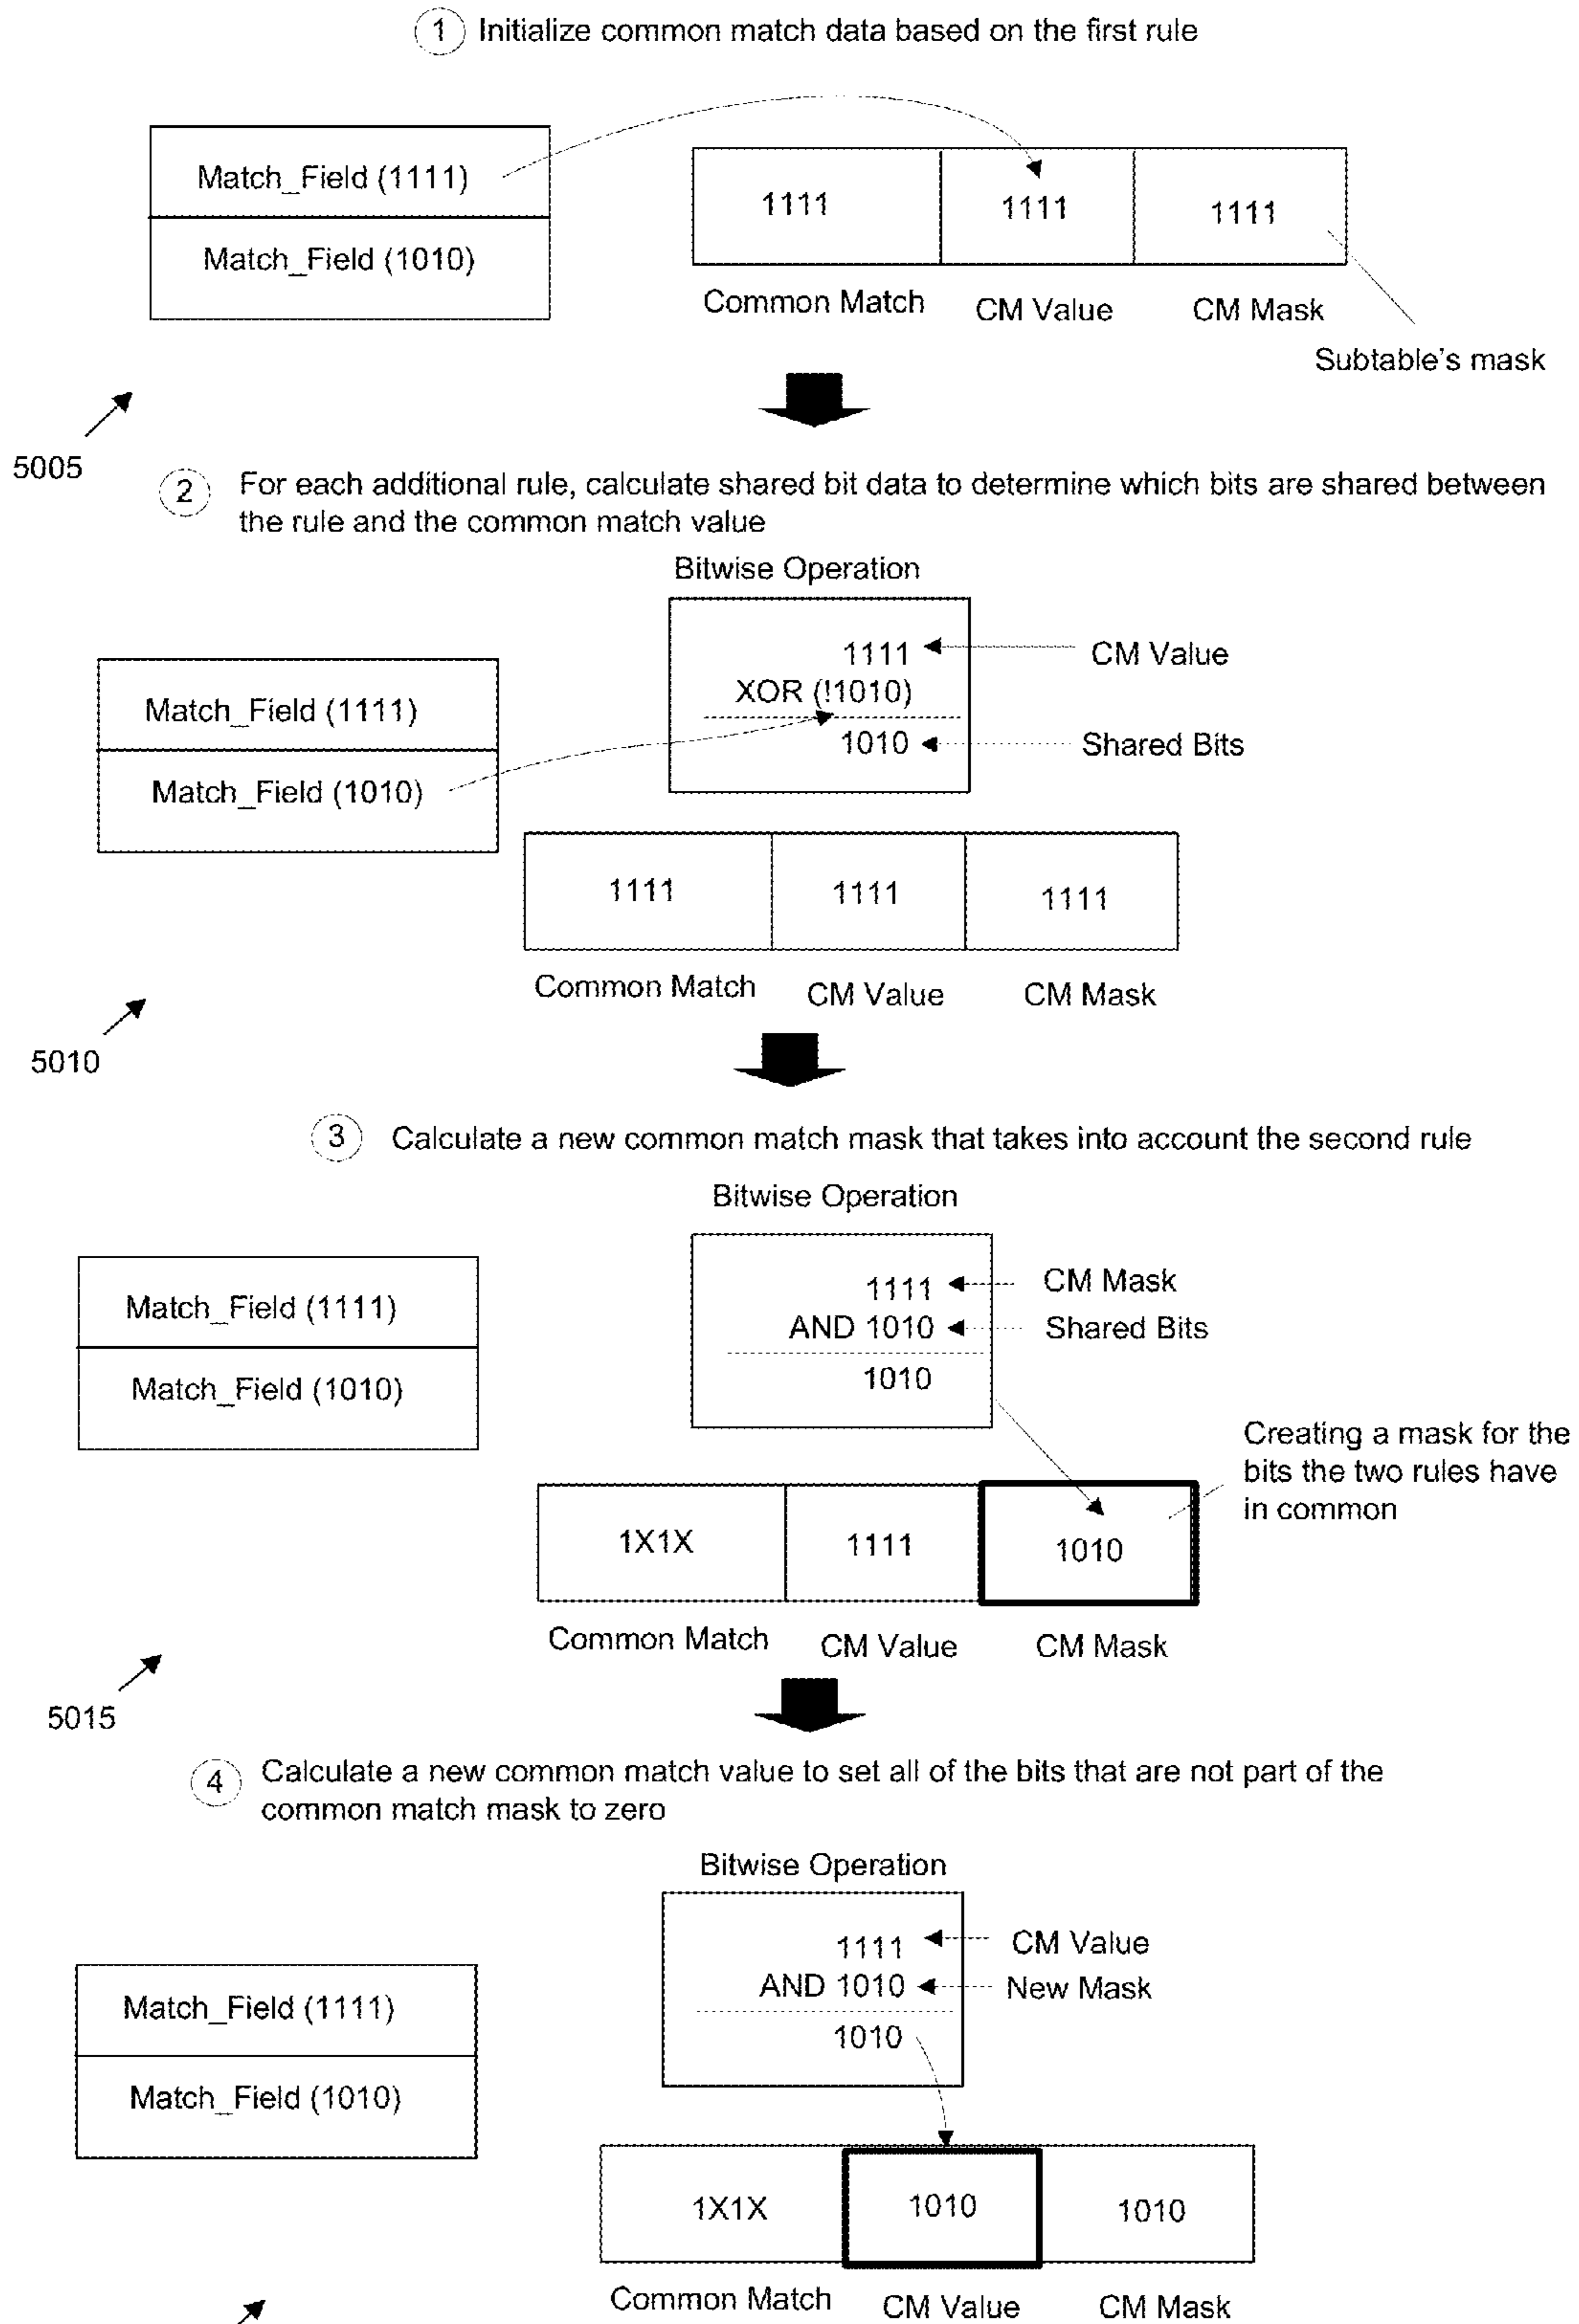 1 Initialize common match data based on the first rule
Match_Field (1111)
Match_Field (1010)
1111 1111 1111
Common Match CM Value CM Mask
Subtable's mask
5005
2 For each additional rule, calculate shared bit data to determine which bits are shared between
the rule and the common match value
Bitwise Operation
1111 CM Value
XOR (!1010)
1010 Shared Bits
Match_Field (1111)
Match_Field (1010)
1111 1111 1111
Common Match CM Value CM Mask
5010
3 Calculate a new common match mask that takes into account the second rule
Bitwise Operation
1111 CM Mask
AND 1010 Shared Bits
1010
Match_Field (1111)
Match_Field (1010)
Creating a mask for the
bits the two rules have
in common
1X1X 1111 1010
Common Match CM Value CM Mask
5015
4 Calculate a new common match value to set all of the bits that are not part of the
common match mask to zero
Bitwise Operation
1111 CM Value
AND 1010 New Mask
1010
Match_Field (1111)
Match_Field (1010)
1X1X 1010 1010
Common Match CM Value CM Mask